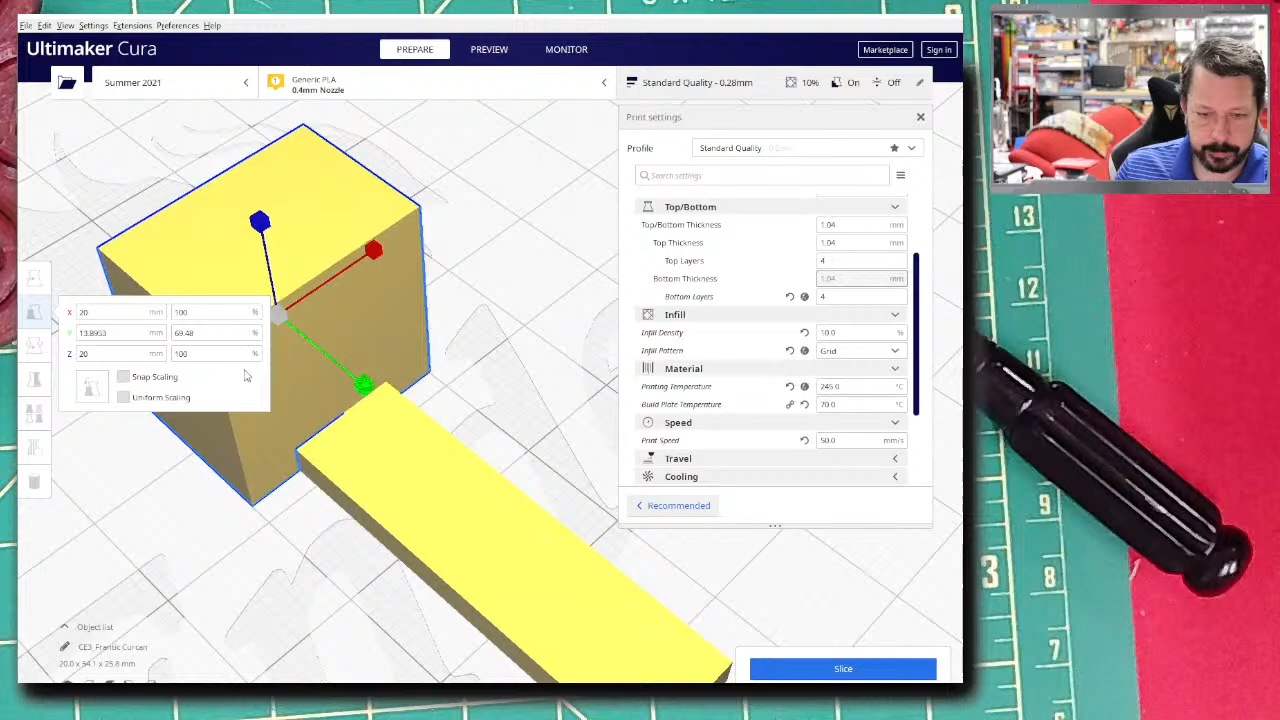 File Edit View Settings Extensions Preferences Help
Ultimaker Cura PREPARE PREVIEW MONITOR Marketplace Sign In
Summer 2021
Generic PLA
0.4mm Nozzle
Standard Quality - 0.28mm 10% On Off
Print settings
Profile Standard Quality 0.2mm
Search settings
Top/Bottom
Top/Bottom Thickness 1.04 mm
Top Thickness 1.04 mm
Top Layers 4
Bottom Thickness 1.04 mm
Bottom Layers 4
Infill
Infill Density 10.0 %
Infill Pattern Grid
Material
Printing Temperature 245.0 °C
Build Plate Temperature 70.0 °C
Speed
Print Speed 50.0 mm/s
Travel
Cooling
Recommended
X 20 mm 100 %
Y 13.8953 mm 69.48 %
Z 20 mm 100 %
Snap Scaling
Uniform Scaling
Object list
CE3_Frantic Curcan
20.0 x 54.1 x 25.8 mm
Slice
13
12
9
3
8
7